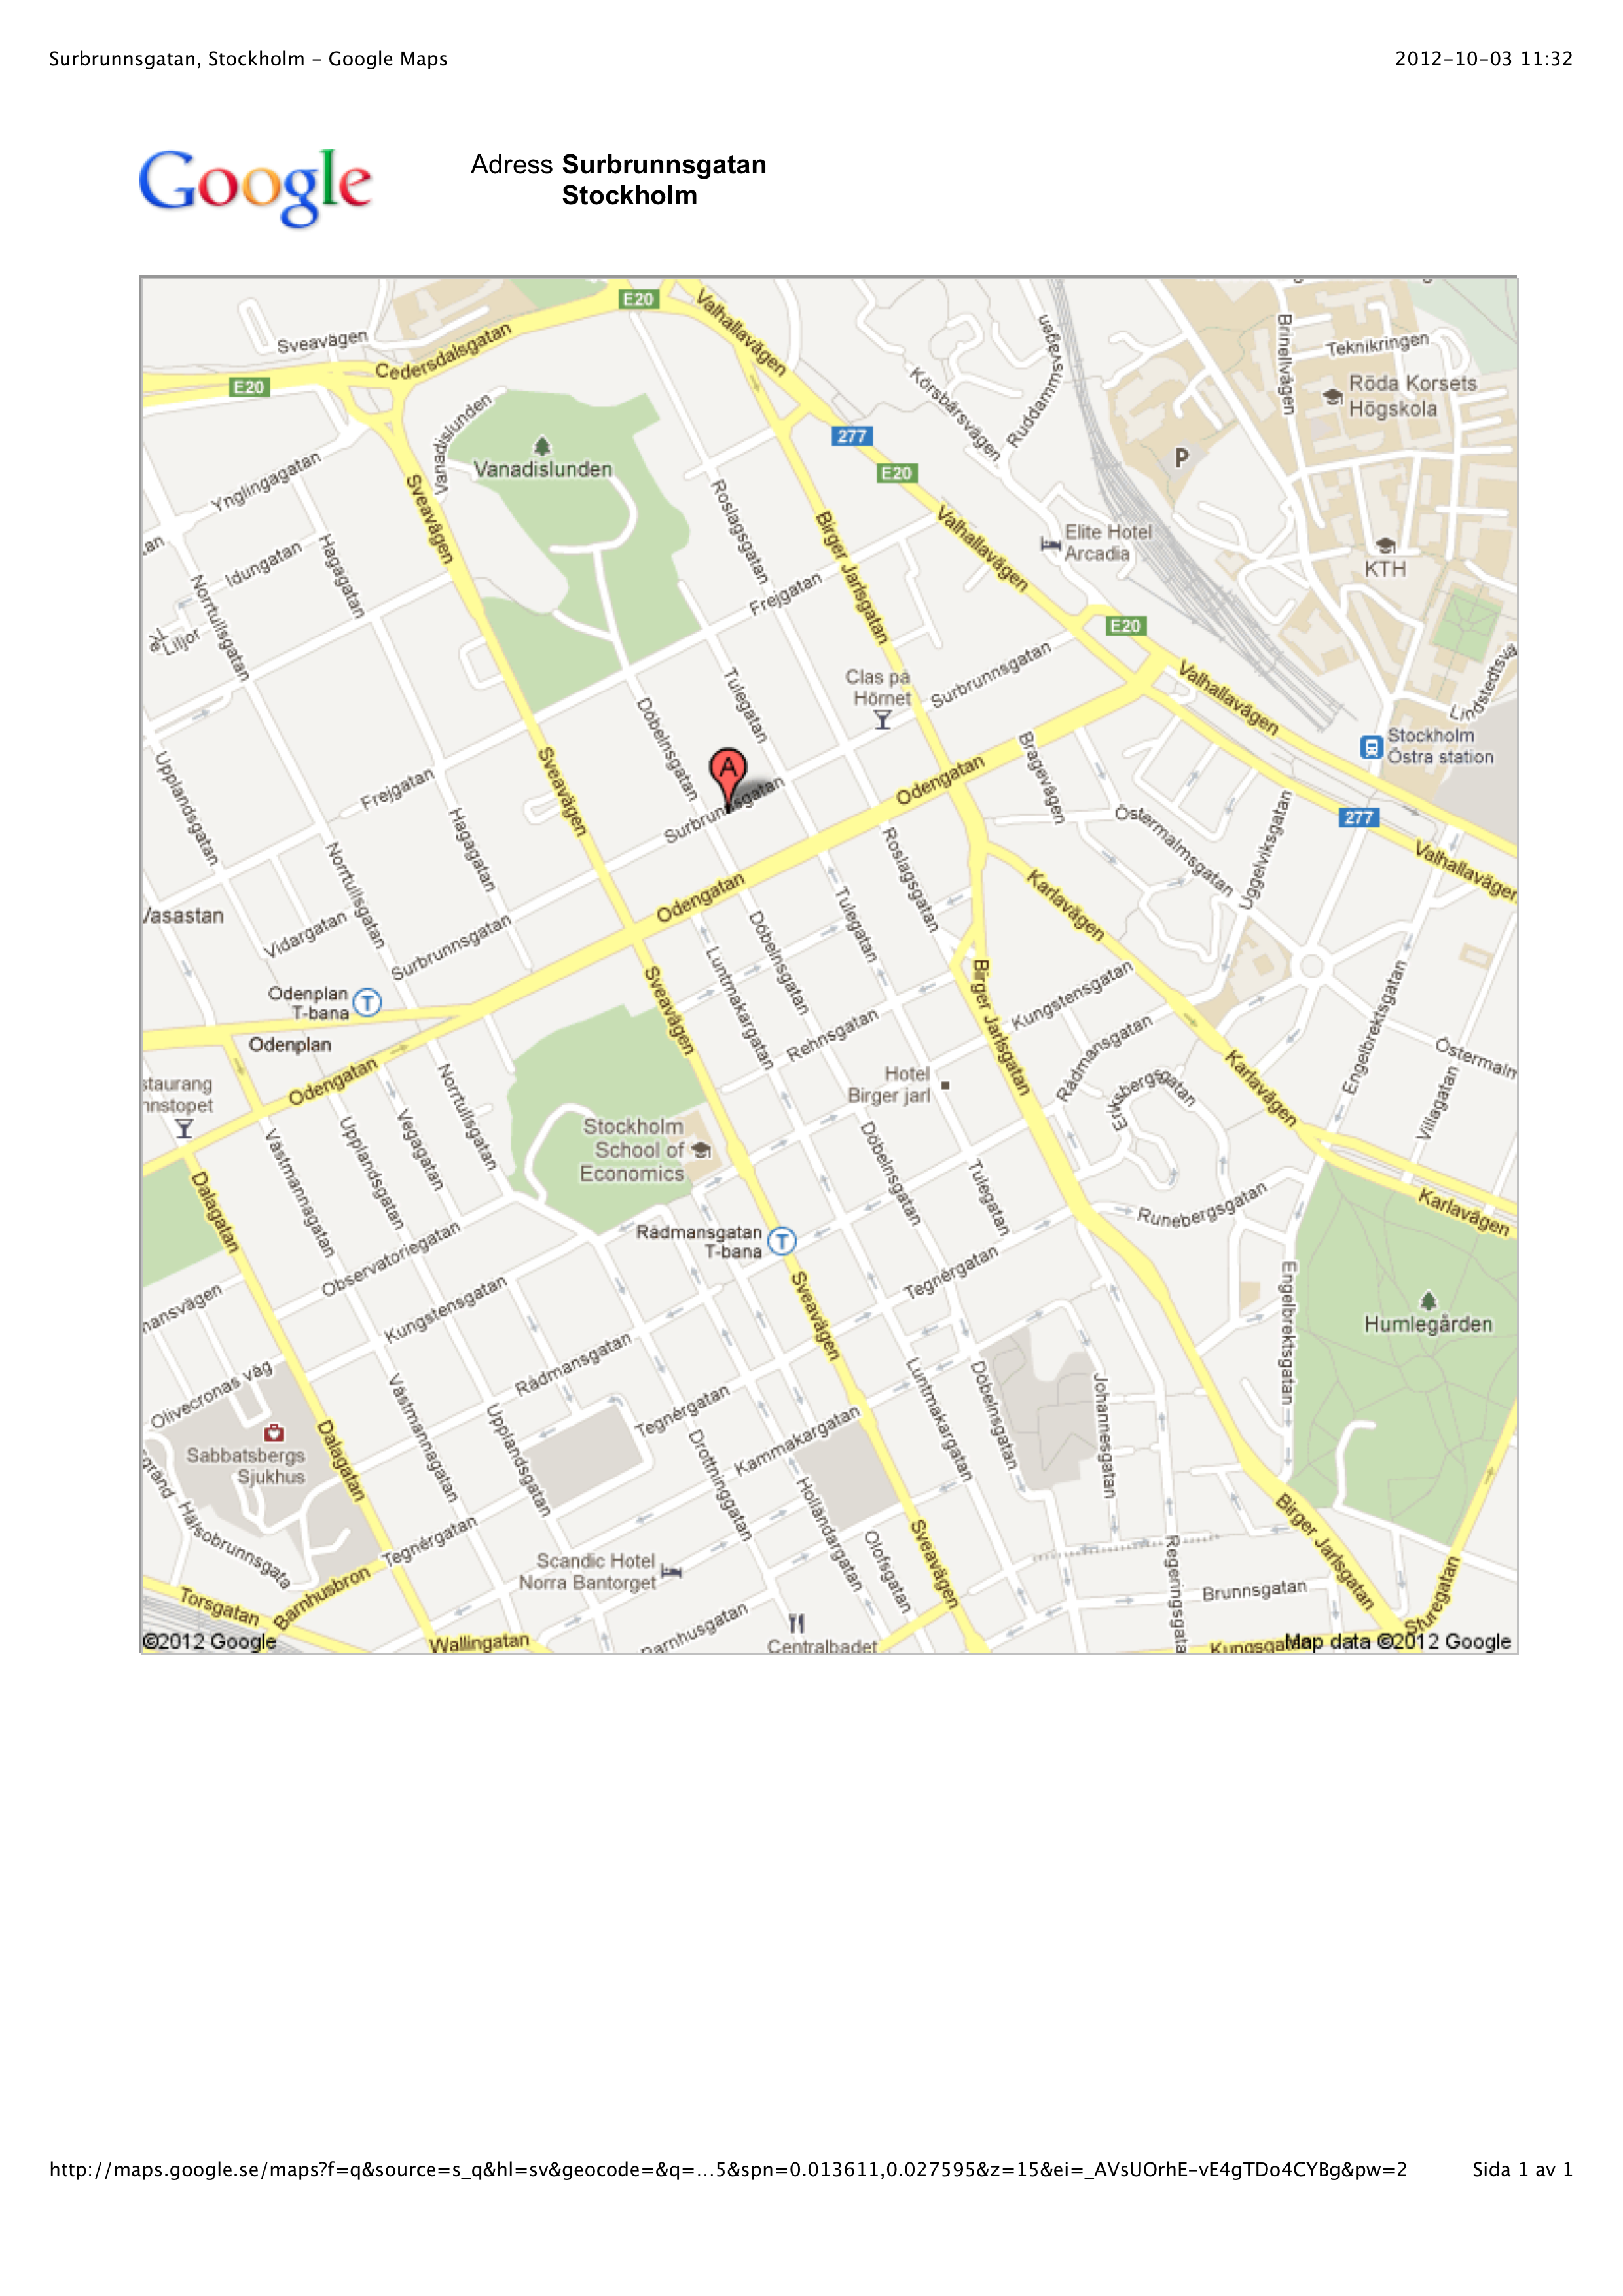 Surbrunnsgatan, Stockholm – Google Maps
2012-10-03 11:32
Google
Adress Surbrunnsgatan
Stockholm
E20
Valhallavägen
Sveavägen
Cedersdalsgatan
E20
Ruddammsvägen
Brinellvägen
Teknikringen
Röda Korsets
Högskola
Körsbärsvägen
Vanadislunden
277
E20
P
Vanadislunden
Ynglingagatan
Sveavägen
Roslagsgatan
Birger Jarlsgatan
Valhallavägen
Elite Hotel
Arcadia
KTH
Idungatan
Hagagatan
Norrtullsgatan
Frejgatan
E20
Liljor
Surbrunnsgatan
Clas på
Hörnet
Tulegatan
Döbelnsgatan
Valhallavägen
Stockholm
Östra station
Upplandsgatan
Sveavägen
A
Surbrunnsgatan
Odengatan
Bragevägen
Frejgatan
Hagagatan
277
Östermalmsgatan
Uggelviksgatan
Valhallavägen
Norrtullsgatan
Roslagsgatan
Karlavägen
Vasastan
Vidargatan
Surbrunnsgatan
Odengatan
Döbelnsgatan
Tulegatan
Luntmakargatan
Sveavägen
Birger Jarlsgatan
Kungstensgatan
Engelbrektsgatan
Odenplan
T-bana
Odenplan
Rehnsgatan
Rådmansgatan
Östermalm
Odengatan
Norrtullsgatan
Hotel
Birger jarl
Eriksbergsgatan
Karlavägen
Villagatan
Västmannagatan
Upplandsgatan
Vegagatan
Stockholm
School of
Economics
Döbelnsgatan
Tulegatan
Dalagatan
Runebergsgatan
Karlavägen
Observatoriegatan
Rådmansgatan
T-bana
Tegnérgatan
Engelbrektsgatan
Kungstensgatan
Sveavägen
Humlegården
Olivecronas väg
Rådmansgatan
Västmannagatan
Upplandsgatan
Tegnérgatan
Kammakargatan
Luntmakargatan
Döbelnsgatan
Johannesgatan
Sabbatsbergs
Sjukhus
Dalagatan
Drottninggatan
Holländargatan
Hälsobrunnsgata
Tegnérgatan
Scandic Hotel
Norra Bantorget
Olofsgatan
Sveavägen
Regeringsgata
Birger Jarlsgatan
Brunnsgatan
Sturegatan
Torsgatan
Barnhusbron
Wallingatan
Centralbadet
©2012 Google
Map data ©2012 Google
http://maps.google.se/maps?f=q&source=s_q&hl=sv&geocode=&q=…5&spn=0.013611,0.027595&z=15&ei=_AVsUOrhE-vE4gTDo4CYBg&pw=2
Sida 1 av 1